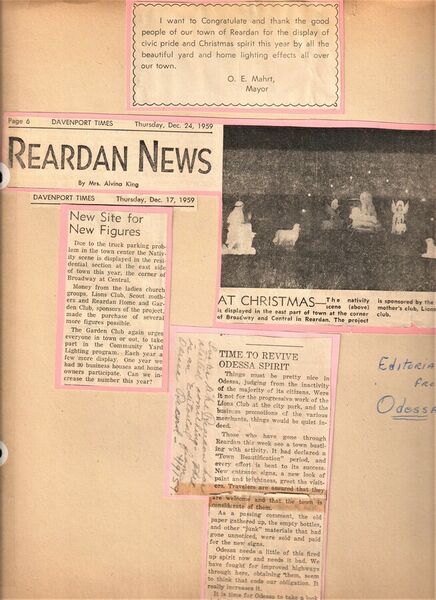 I want to Congratulate and thank the good
people of our town of Reardan for the display of
civic pride and Christmas spirit this year by all the
beautiful yard and home lighting effects all over
our town.
O. E. Mahrt,
Mayor
Page 6 DAVENPORT TIMES Thursday, Dec. 24, 1959
REARDAN NEWS
By Mrs. Alvina King
DAVENPORT TIMES Thursday, Dec. 17, 1959
New Site for
New Figures
Due to the truck parking prob-
lem in the town center the Nativ-
ity scene is displayed in the res-
idential section at the east side
of town this year, the corner of
Broadway at Central.
Money from the ladies church
groups, Lions Club, Scout moth-
ers and Reardan Home and Gar-
den Club, sponsors of the project,
made the purchase of several
more figures possible.
The Garden Club again urges
everyone in town or out, to take
part in the Community Yard
Lighting program. Each year a
few more display. One year we
had 90 business houses and home
owners participate. Can we in-
crease the number this year?
AT CHRISTMAS—The nativity
scene (above)
is displayed in the east part of town at the corner
of Broadway and Central in Reardan. The project
is sponsored by the
mother's club, Lions
club.
TIME TO REVIVE
ODESSA SPIRIT
Things must be pretty nice in
Odessa, judging from the inactivity
of the majority of its citizens. Were
it not for the progressive work of the
Lions Club at the city park, and the
business promotions of the various
merchants, things would be quiet in-
deed.
Those who have gone through
Reardan this week see a town bustl-
ing with activity. It had declared a
"Town Beautification" period, and
every effort is bent to its success.
New entrance signs, a new look of
paint and brightness, greet the visit-
ers. Travelers are assured that they
are welcome and that the town is
considerate of them.
As a passing comment, the old
paper gathered up, the empty bottles,
and other "junk" materials that had
gone unnoticed, were sold and paid
for the new signs.
Odessa needs a little of this fired
up spirit now and needs it bad. We
have fought for improved highways
through here, obtaining them, seem
to think that ends our obligation. It
really increases it.
It is time for Odessa to take a look
Editoria
fro
Odessa